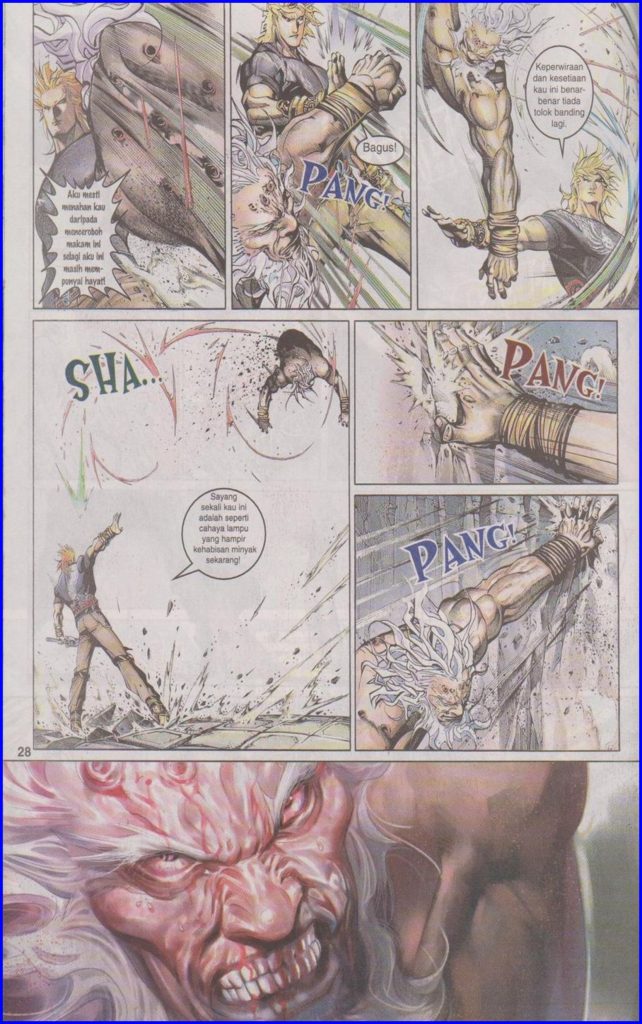 Aku mesti
menahan kau
daripada
menceroboh
makam ini
selagi aku ini
masih mem-
ponyai hayat!
Bagus!
PANG!
Keperwiraan
dan kesetiaan
kau ini benar-
benar tiada
tolok banding
lagi.
SHA...
Sayang
sekali kau ini
adalah seperti
cahaya lampu
yang hampir
kehabisan minyak
sekarang!
PANG!
PANG!
28